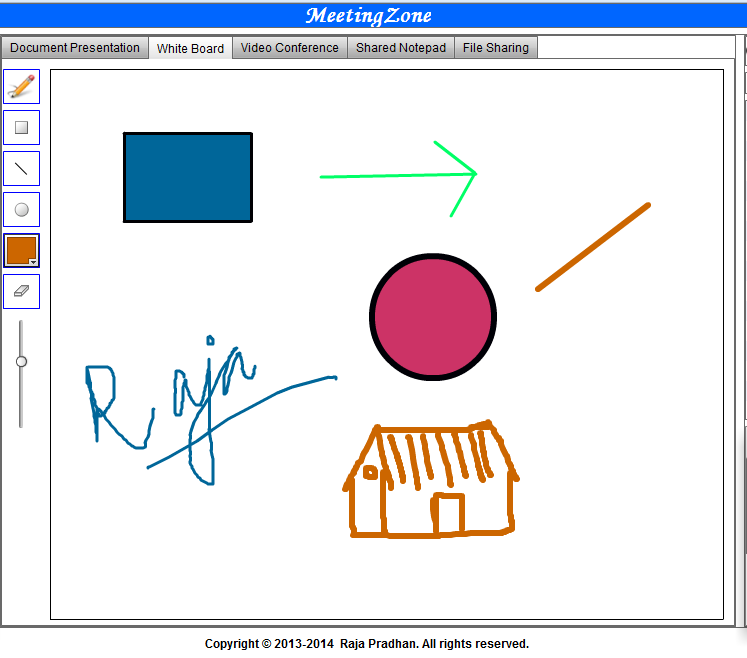 MeetingZone
Document Presentation White Board Video Conference Shared Notepad File Sharing
Raja
Copyright © 2013-2014 Raja Pradhan. All rights reserved.